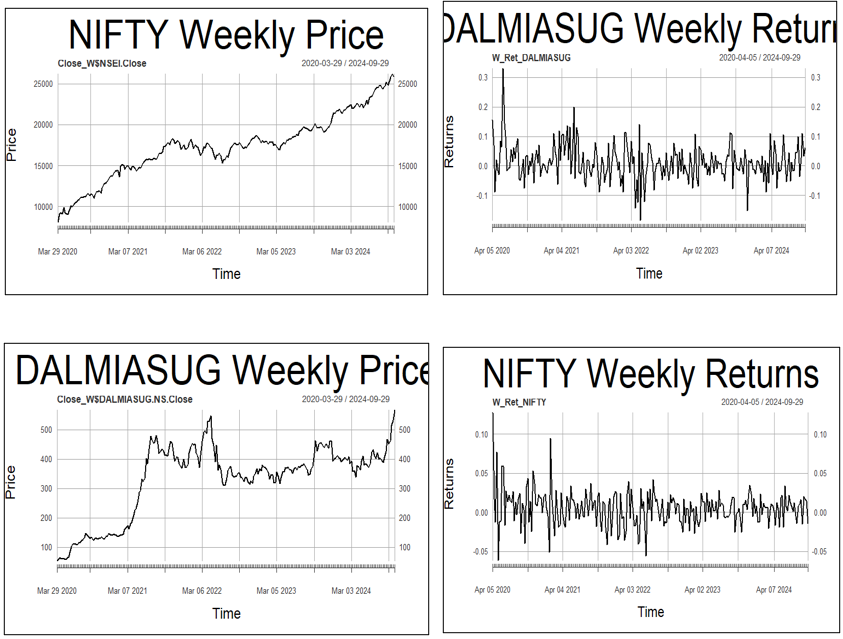 NIFTY Weekly Price
Close_W$NSEI.Close 2020-03-29 / 2024-09-29
25000 25000
20000 20000
15000 15000
10000 10000
Price
Mar 29 2020 Mar 07 2021 Mar 06 2022 Mar 05 2023 Mar 03 2024
Time
DALMIASUG Weekly Return
W_Ret_DALMIASUG 2020-04-05 / 2024-09-29
0.3 0.3
0.2 0.2
0.1 0.1
0.0 0.0
-0.1 -0.1
Returns
Apr 05 2020 Apr 04 2021 Apr 03 2022 Apr 02 2023 Apr 07 2024
Time
DALMIASUG Weekly Price
Close_W$DALMIASUG.NS.Close 2020-03-29 / 2024-09-29
500 500
400 400
300 300
200 200
100 100
Price
Mar 29 2020 Mar 07 2021 Mar 06 2022 Mar 05 2023 Mar 03 2024
Time
NIFTY Weekly Returns
W_Ret_NIFTY 2020-04-05 / 2024-09-29
0.10 0.10
0.05 0.05
0.00 0.00
-0.05 -0.05
Returns
Apr 05 2020 Apr 04 2021 Apr 03 2022 Apr 02 2023 Apr 07 2024
Time